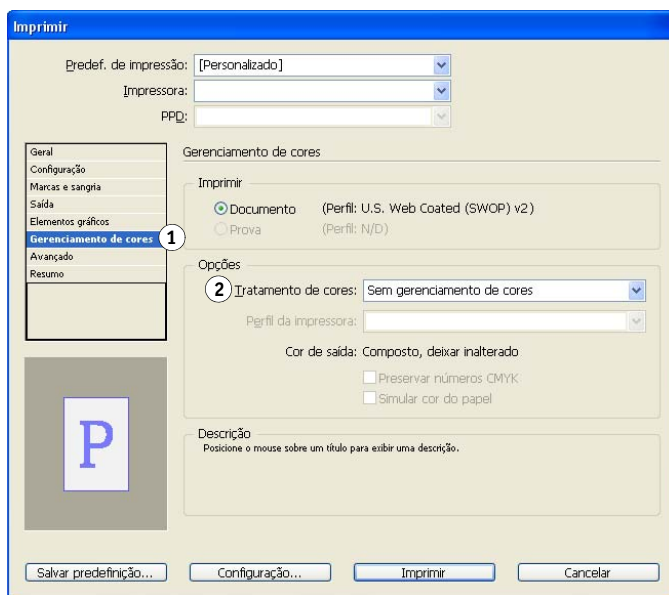 Imprimir
Predef. de impressão: [Personalizado]
Impressora:
PPD:
Geral
Configuração
Marcas e sangria
Saída
Elementos gráficos
Gerenciamento de cores 1
Avançado
Resumo
Gerenciamento de cores
Imprimir
Documento (Perfil: U.S. Web Coated (SWOP) v2)
Prova (Perfil: N/D)
Opções
2 Tratamento de cores: Sem gerenciamento de cores
Perfil da impressora:
Cor de saída: Composto, deixar inalterado
Preservar números CMYK
Simular cor do papel
P
Descrição
Posicione o mouse sobre um título para exibir uma descrição.
Salvar predefinição... Configuração... Imprimir Cancelar